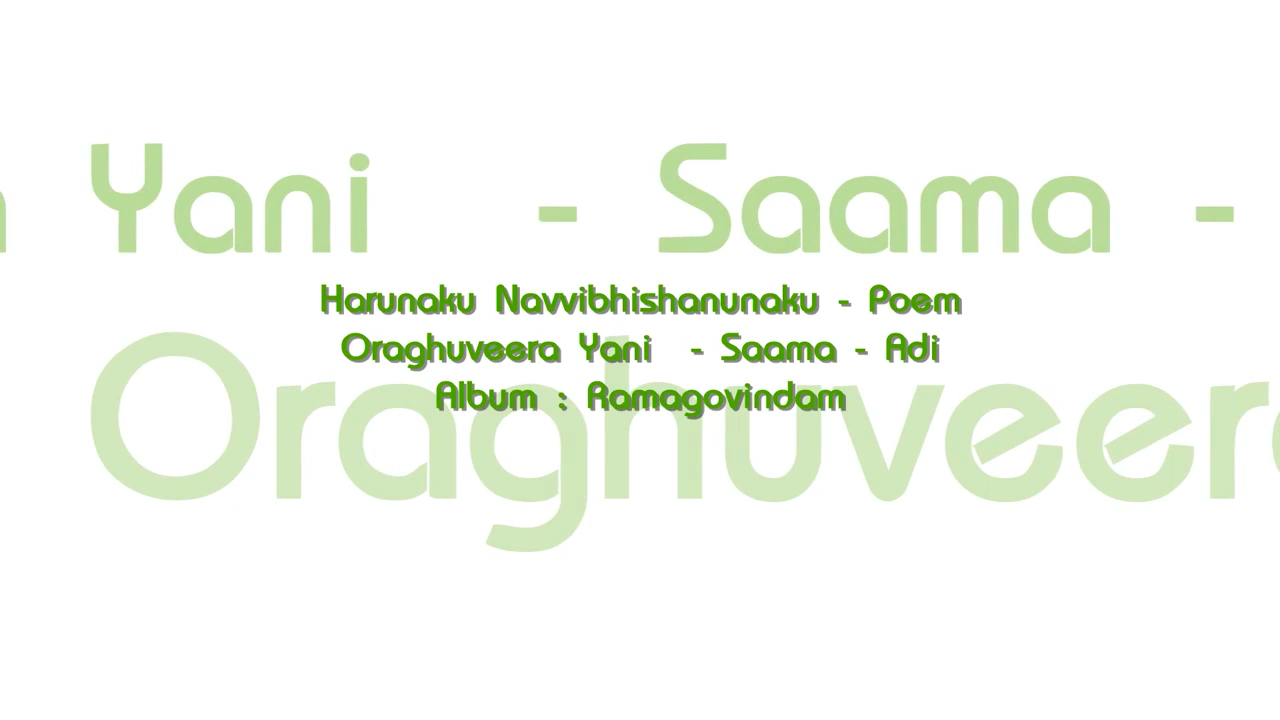 Yani - Saama -
Harunaku Navvibhishanunaku - Poem
Oraghuveera Yani - Saama - Adi
Album : Ramagovindam
Oraghuveera